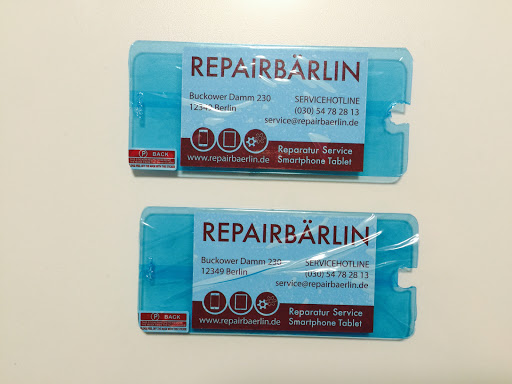 REPAIRBÄRLIN
Buckower Damm 230
12349 Berlin
SERVICEHOTLINE
(030) 54 78 28 13
service@repairbaerlin.de
www.repairbaerlin.de
Reparatur Service
Smartphone Tablet
(P) BACK
REPAIRBÄRLIN
Buckower Damm 230
12349 Berlin
SERVICEHOTLINE
(030) 54 78 28 13
service@repairbaerlin.de
www.repairbaerlin.de
Reparatur Service
Smartphone Tablet
(P) BACK